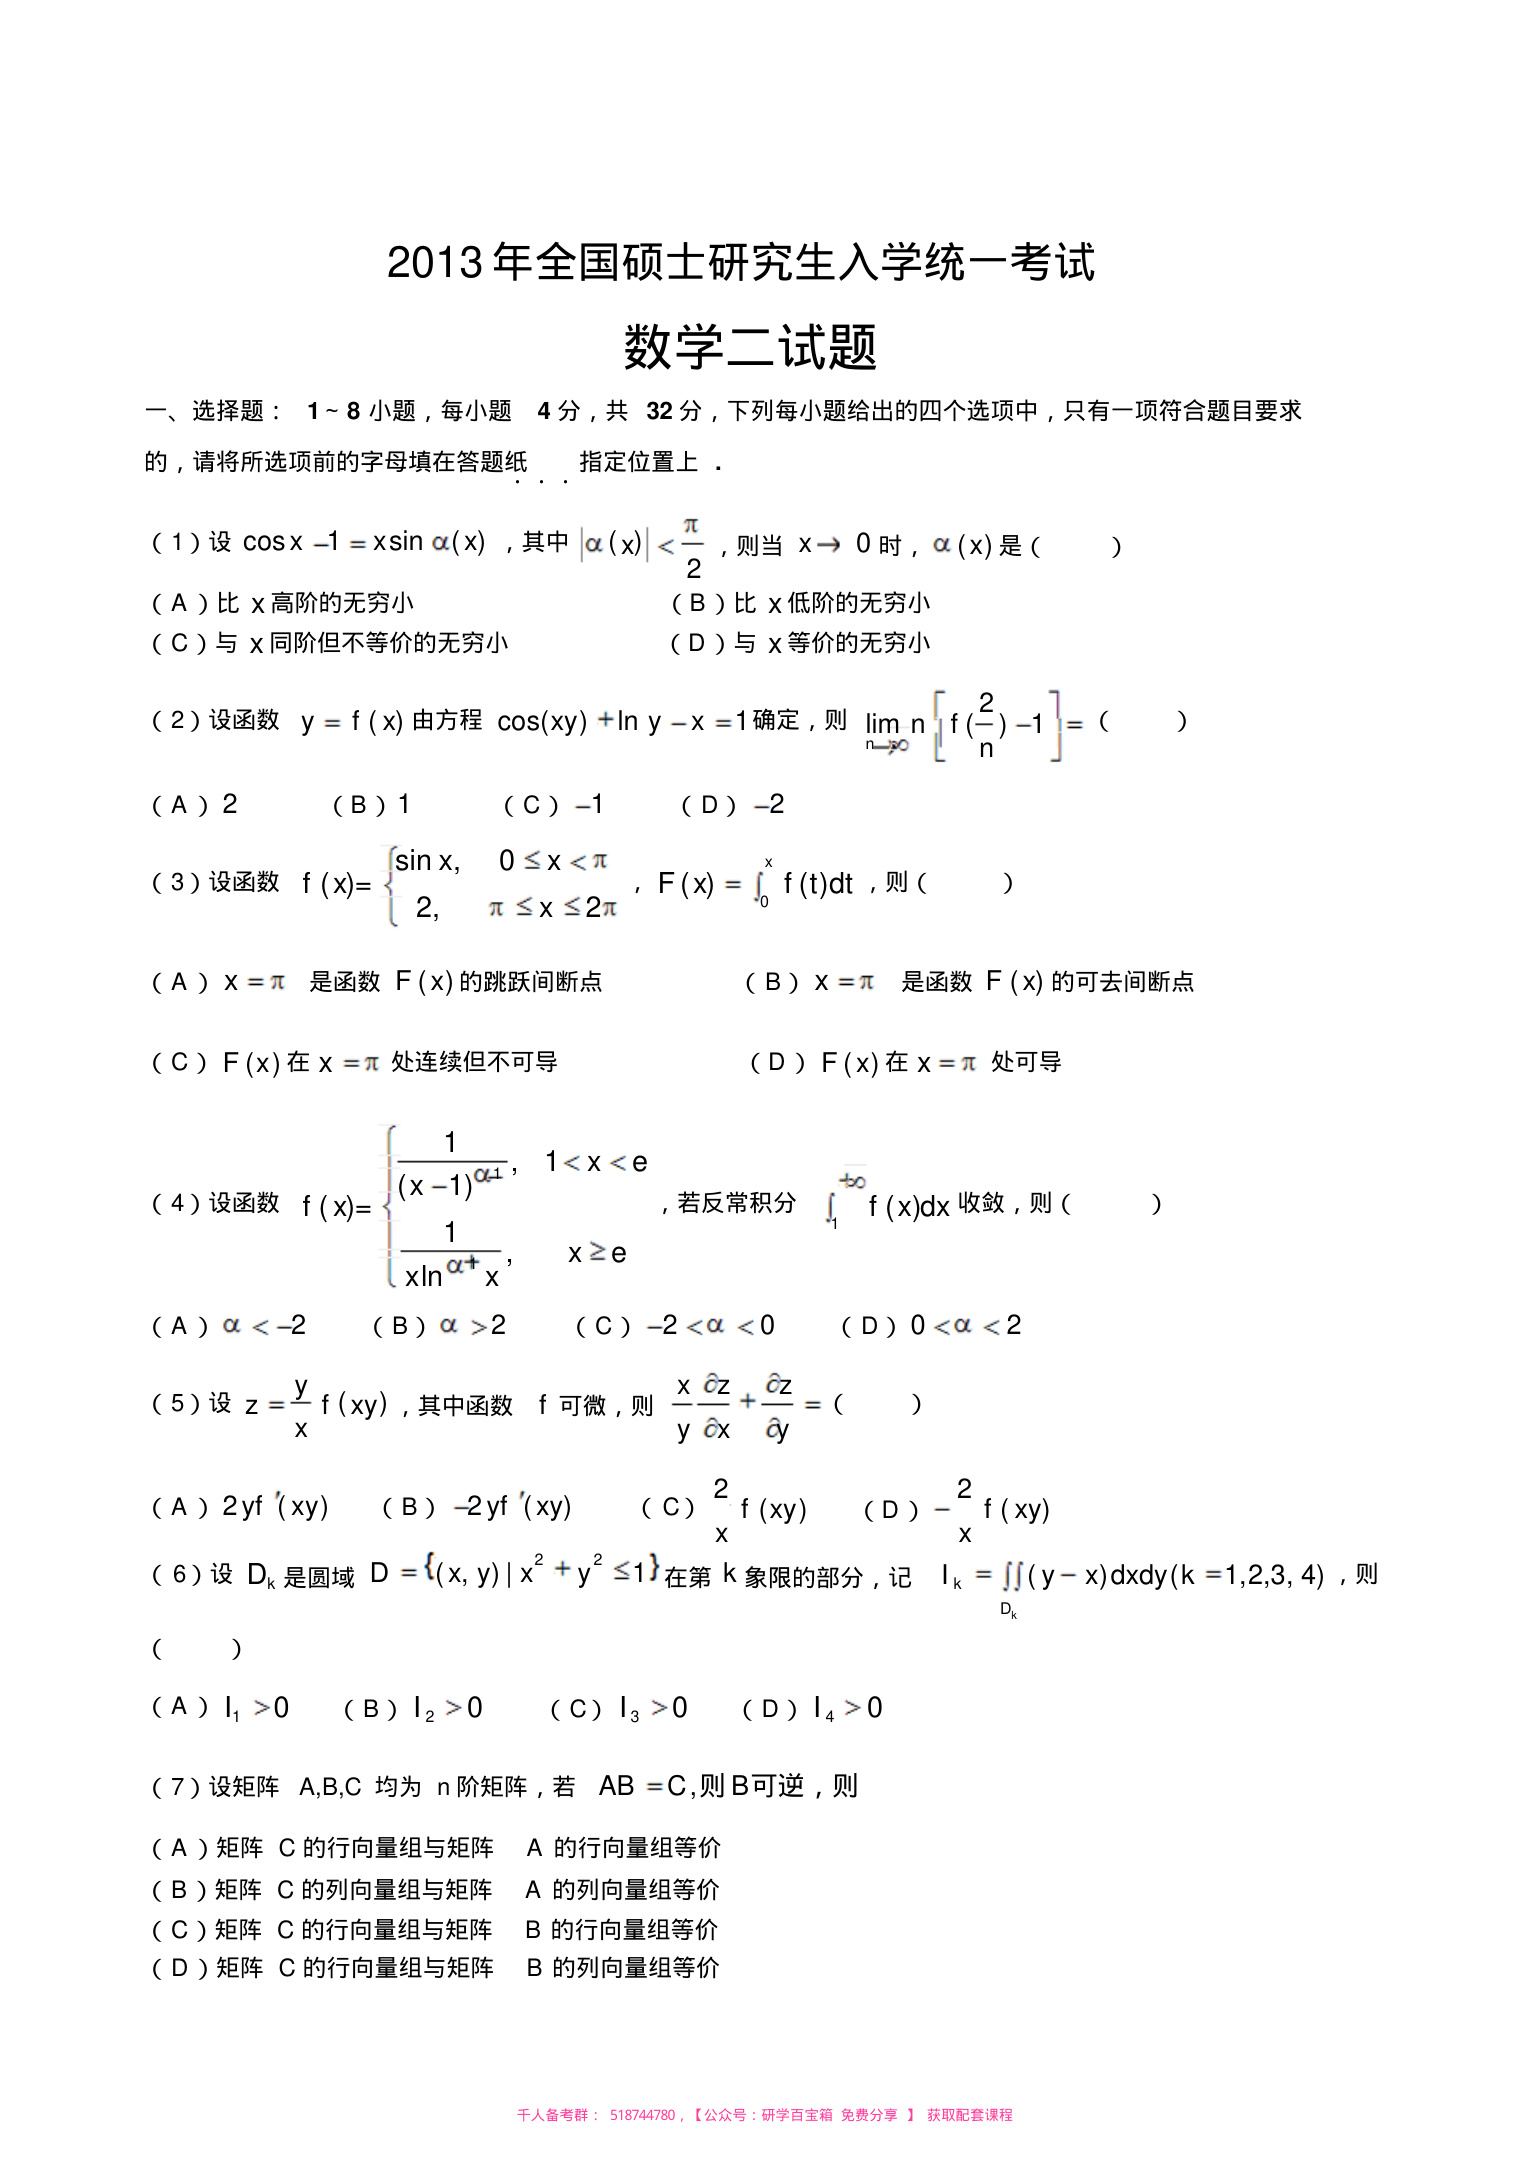 2013年全国硕士研究生入学统一考试
数学二试题
一、选择题： 1~8 小题，每小题 4分，共 32分，下列每小题给出的四个选项中，只有一项符合题目要求
的，请将所选项前的字母填在答题纸...指定位置上 .
（1）设 cos x −1 = x sin α(x) ，其中 |α(x)| < π/2 ，则当 x→ 0 时， α(x) 是（ ）
（A）比 x高阶的无穷小 （B）比 x低阶的无穷小
（C）与 x同阶但不等价的无穷小 （D）与 x等价的无穷小
（2）设函数 y = f(x) 由方程 cos(xy) + ln y − x = 1确定，则 lim n→∞ n[f(2/n) −1] =（ ）
（A）2 （B）1 （C）−1 （D）−2
（3）设函数 f(x)= { sin x, 0 ≤ x < π 2, π ≤ x ≤ 2π ， F(x) = ∫_0^x f(t)dt ，则（ ）
（A）x = π 是函数 F(x) 的跳跃间断点 （B）x = π 是函数 F(x) 的可去间断点
（C）F(x) 在 x = π 处连续但不可导 （D）F(x) 在 x = π 处可导
（4）设函数 f(x)= { 1/(x −1)^{α−1}, 1 < x < e 1/(x ln^{α+1} x), x ≥ e ，若反常积分 ∫_1^{+∞} f(x)dx 收敛，则（ ）
（A）α < −2 （B）α > 2 （C）−2 < α < 0 （D）0 < α < 2
（5）设 z = y/x f(xy) ，其中函数 f 可微，则 x/y ∂z/∂x + ∂z/∂y =（ ）
（A）2yf′(xy) （B）−2yf′(xy) （C）2/x f(xy) （D）− 2/x f(xy)
（6）设 D_k 是圆域 D = {(x, y) | x² + y² ≤ 1} 在第 k 象限的部分，记 I_k = ∬_{D_k} (y − x)dxdy(k = 1,2,3, 4) ，则
（ ）
（A）I_1 > 0 （B）I_2 > 0 （C）I_3 > 0 （D）I_4 > 0
（7）设矩阵 A,B,C 均为 n阶矩阵，若 AB = C,则B可逆，则
（A）矩阵 C的行向量组与矩阵 A 的行向量组等价
（B）矩阵 C的列向量组与矩阵 A 的列向量组等价
（C）矩阵 C的行向量组与矩阵 B 的行向量组等价
（D）矩阵 C的行向量组与矩阵 B 的列向量组等价
千人备考群： 518744780，【公众号：研学百宝箱 免费分享 】 获取配套课程